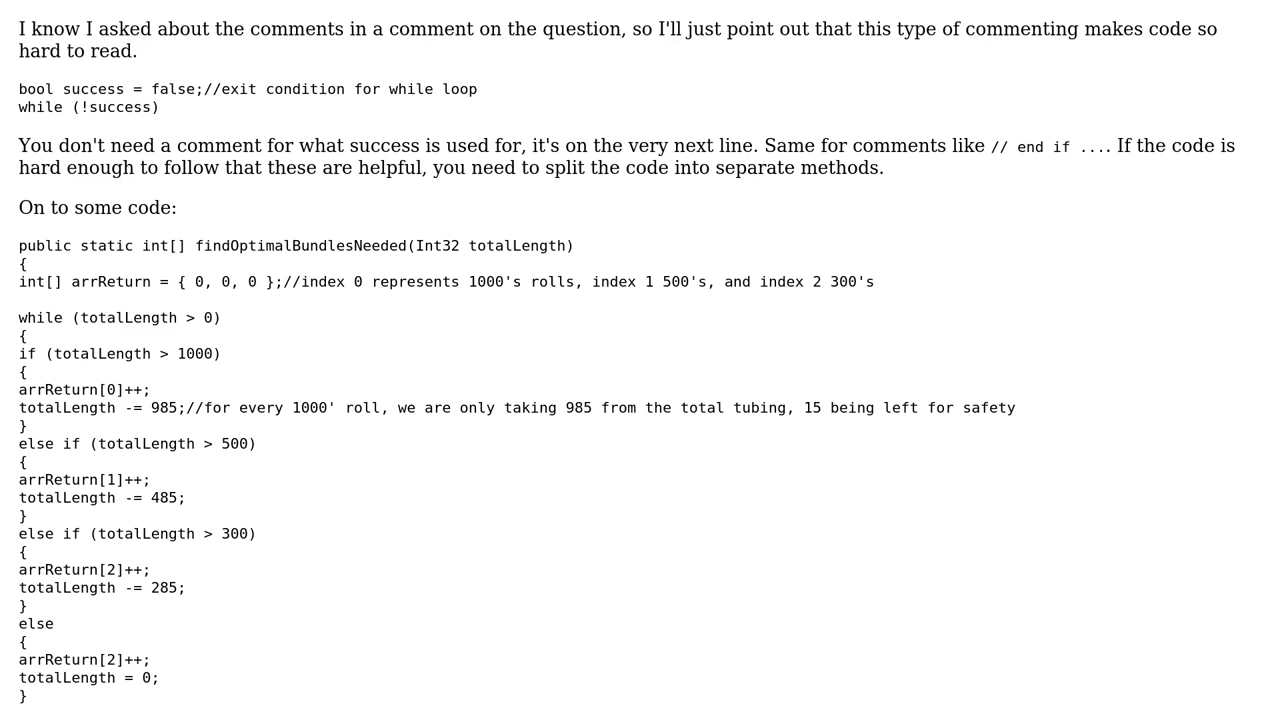 I know I asked about the comments in a comment on the question, so I'll just point out that this type of commenting makes code so
hard to read.
bool success = false;//exit condition for while loop
while (!success)
You don't need a comment for what success is used for, it's on the very next line. Same for comments like // end if .... If the code is
hard enough to follow that these are helpful, you need to split the code into separate methods.
On to some code:
public static int[] findOptimalBundlesNeeded(Int32 totalLength)
{
int[] arrReturn = { 0, 0, 0 };//index 0 represents 1000's rolls, index 1 500's, and index 2 300's
while (totalLength > 0)
{
if (totalLength > 1000)
{
arrReturn[0]++;
totalLength -= 985;//for every 1000' roll, we are only taking 985 from the total tubing, 15 being left for safety
}
else if (totalLength > 500)
{
arrReturn[1]++;
totalLength -= 485;
}
else if (totalLength > 300)
{
arrReturn[2]++;
totalLength -= 285;
}
else
{
arrReturn[2]++;
totalLength = 0;
}